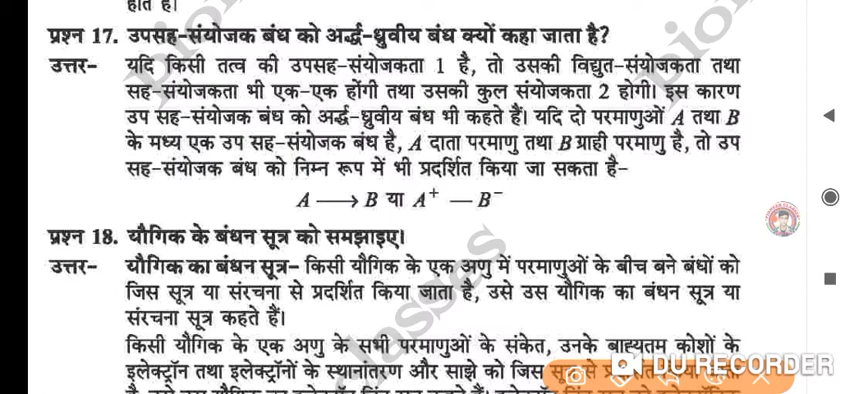 होते हैं।
प्रश्न 17. उपसह-संयोजक बंध को अर्द्ध-ध्रुवीय बंध क्यों कहा जाता है?
उत्तर- यदि किसी तत्व की उपसह-संयोजकता 1 है, तो उसकी विद्युत-संयोजकता तथा
सह-संयोजकता भी एक-एक होंगी तथा उसकी कुल संयोजकता 2 होगी। इस कारण
उप सह-संयोजक बंध को अर्द्ध-ध्रुवीय बंध भी कहते हैं। यदि दो परमाणुओं A तथा B
के मध्य एक उप सह-संयोजक बंध है, A दाता परमाणु तथा B ग्राही परमाणु है, तो उप
सह-संयोजक बंध को निम्न रूप में भी प्रदर्शित किया जा सकता है-
A ⟶ B या A⁺ — B⁻
प्रश्न 18. यौगिक के बंधन सूत्र को समझाइए।
उत्तर- यौगिक का बंधन सूत्र- किसी यौगिक के एक अणु में परमाणुओं के बीच बने बंधों को
जिस सूत्र या संरचना से प्रदर्शित किया जाता है, उसे उस यौगिक का बंधन सूत्र या
संरचना सूत्र कहते हैं।
किसी यौगिक के एक अणु के सभी परमाणुओं के संकेत, उनके बाह्यतम कोशों के
इलेक्ट्रॉन तथा इलेक्ट्रॉनों के स्थानांतरण और साझे को जिस
DU RECORDER
classes